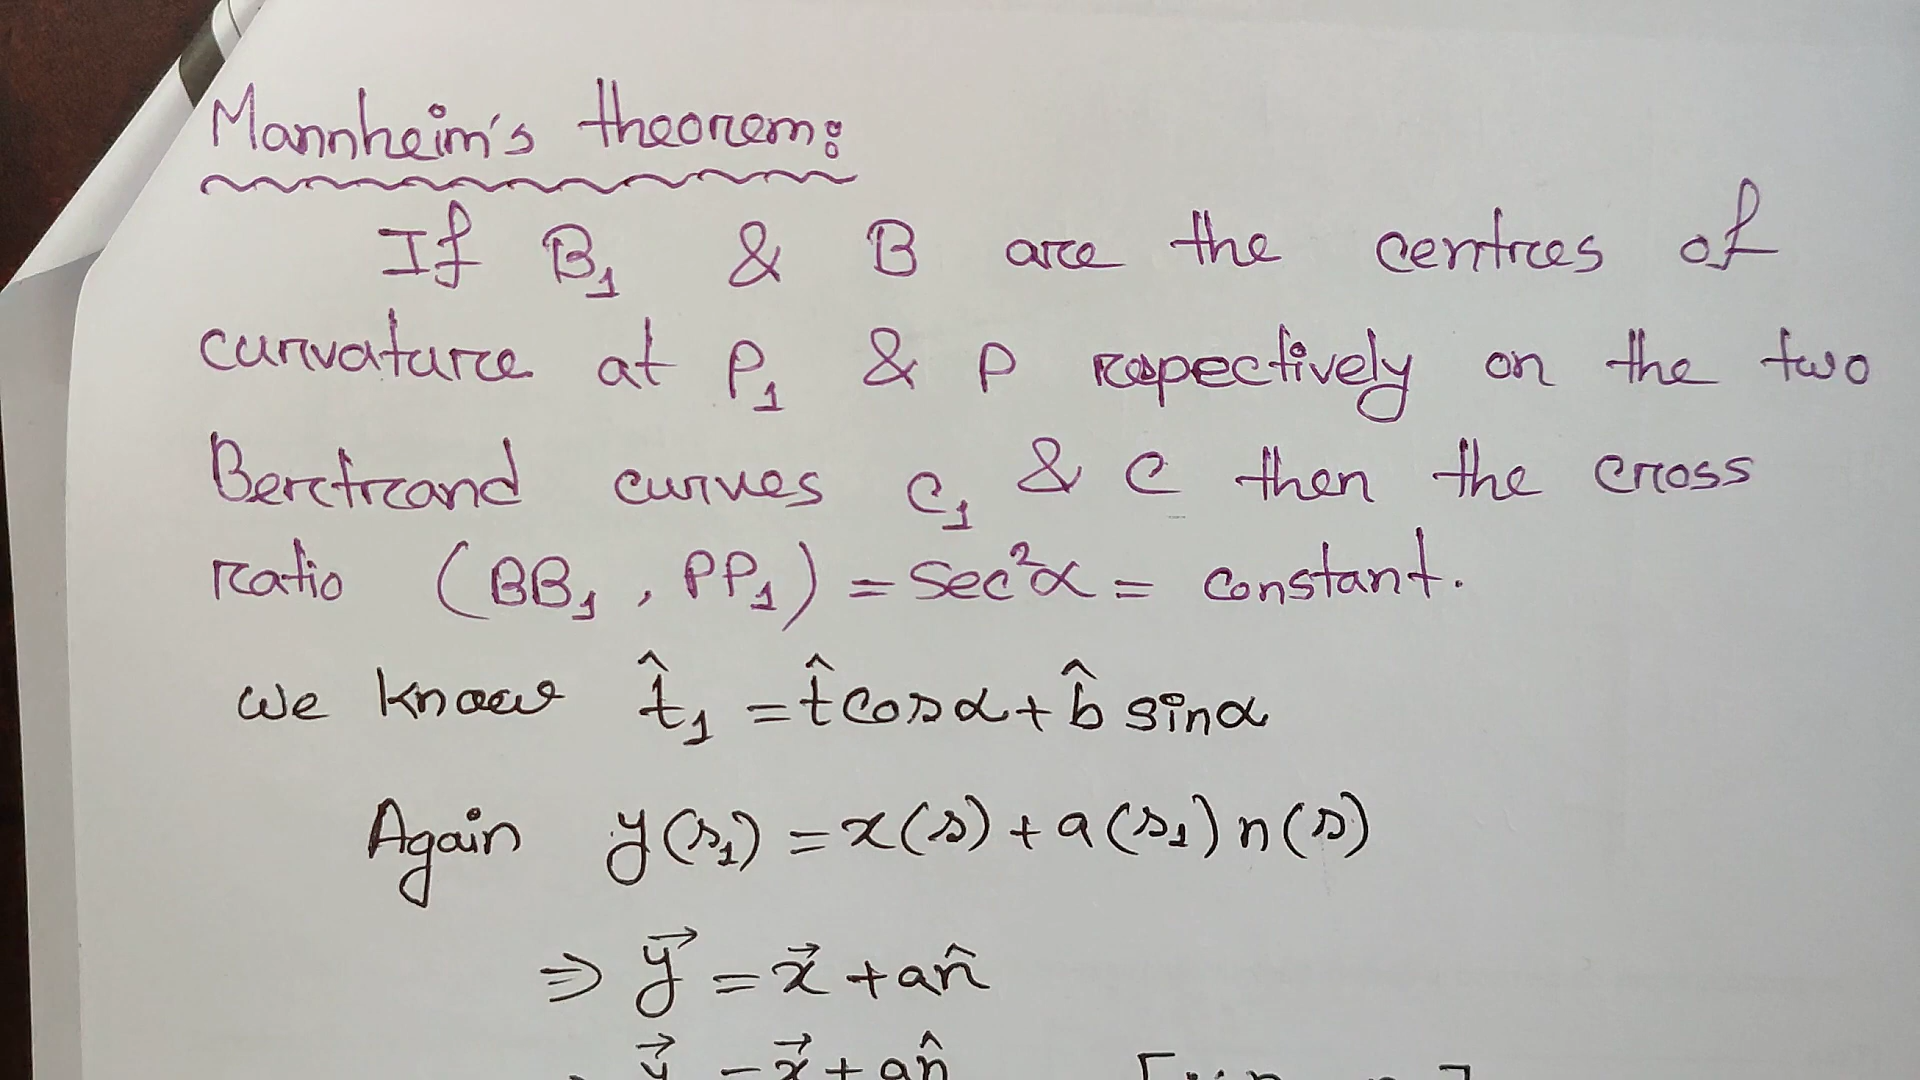 Mannheim's theorem:
If B₁ & B are the centres of
curvature at P₁ & P respectively on the two
Bertrand curves C₁ & C then the cross
ratio (BB₁, PP₁) = Sec²α = constant.
we know t̂₁ = t̂ cosα + b̂ sinα
Again y(s₁) = x(s) + a(s₁) n(s)
⇒ y⃗ = x⃗ + an̂
y⃗ = x⃗ + an̂